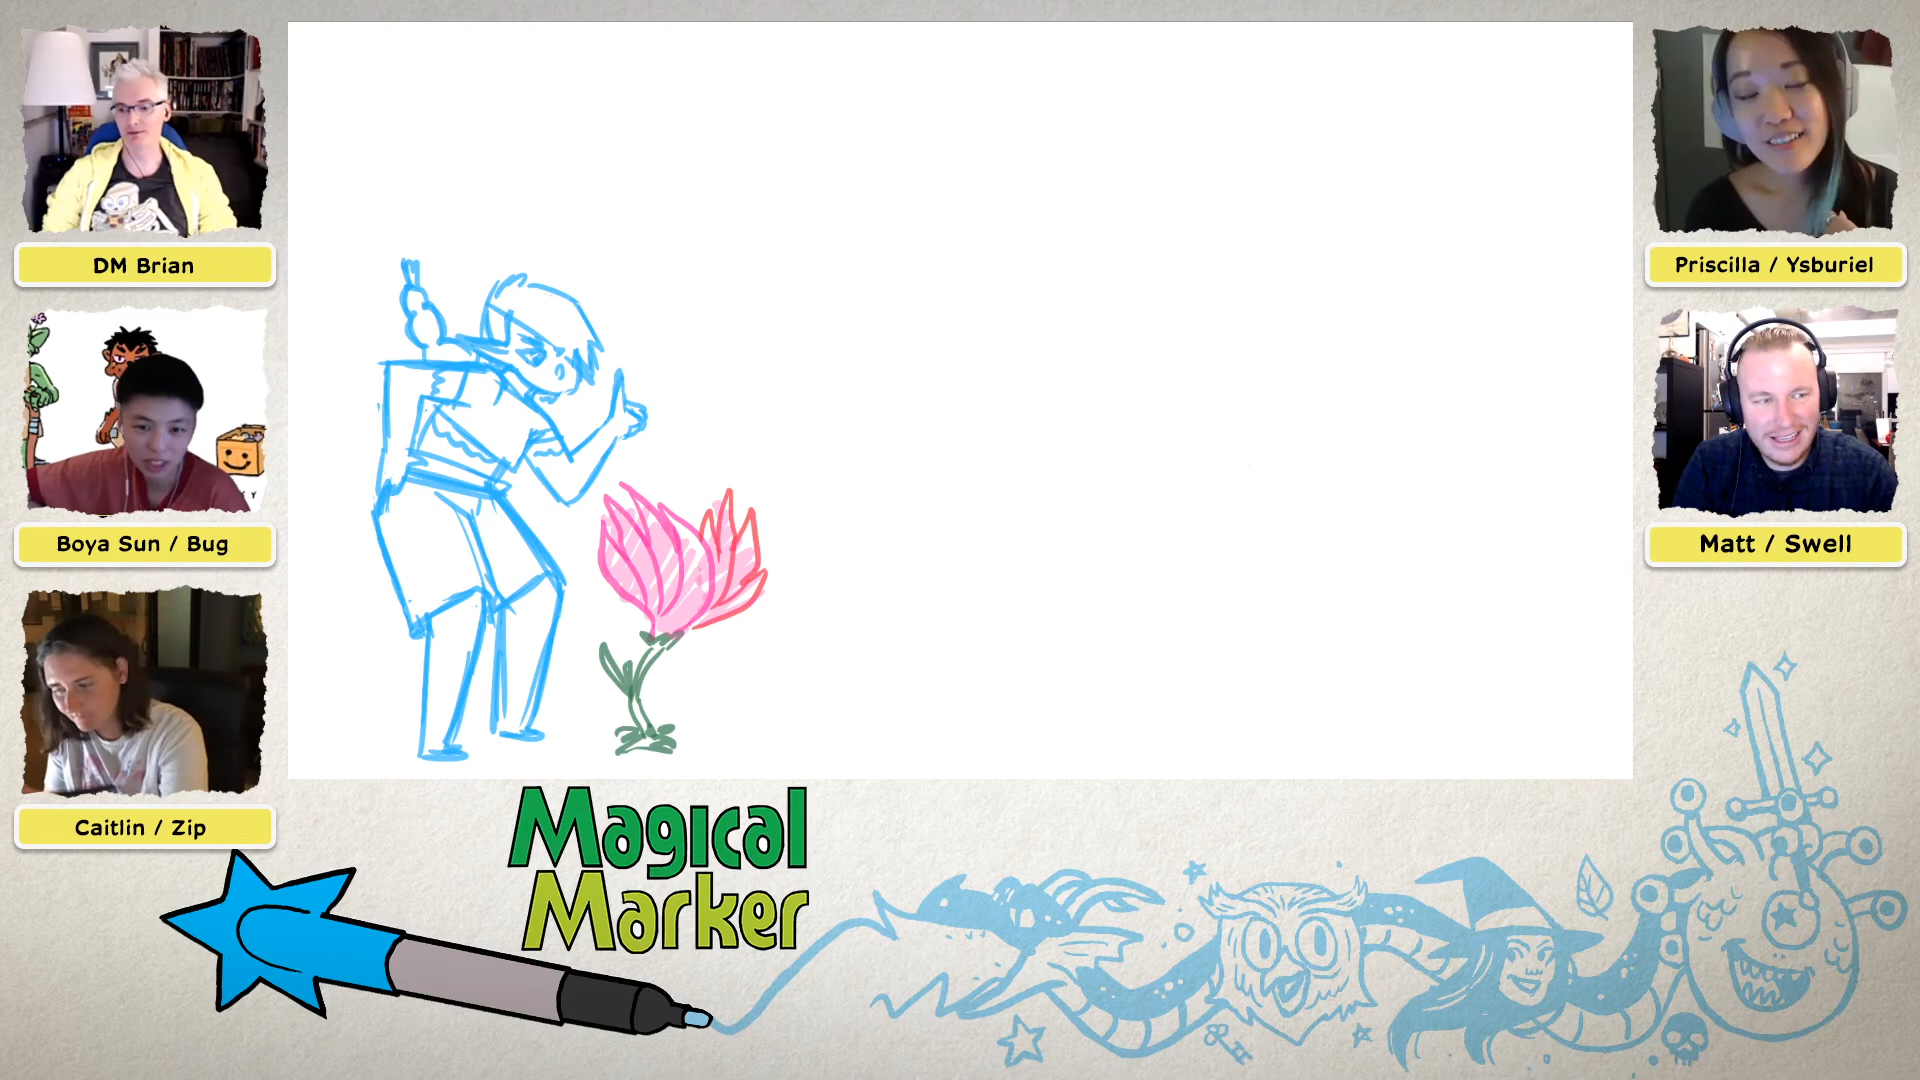 DM Brian
Priscilla / Ysburiel
Boya Sun / Bug
Matt / Swell
Caitlin / Zip
Magical
Marker